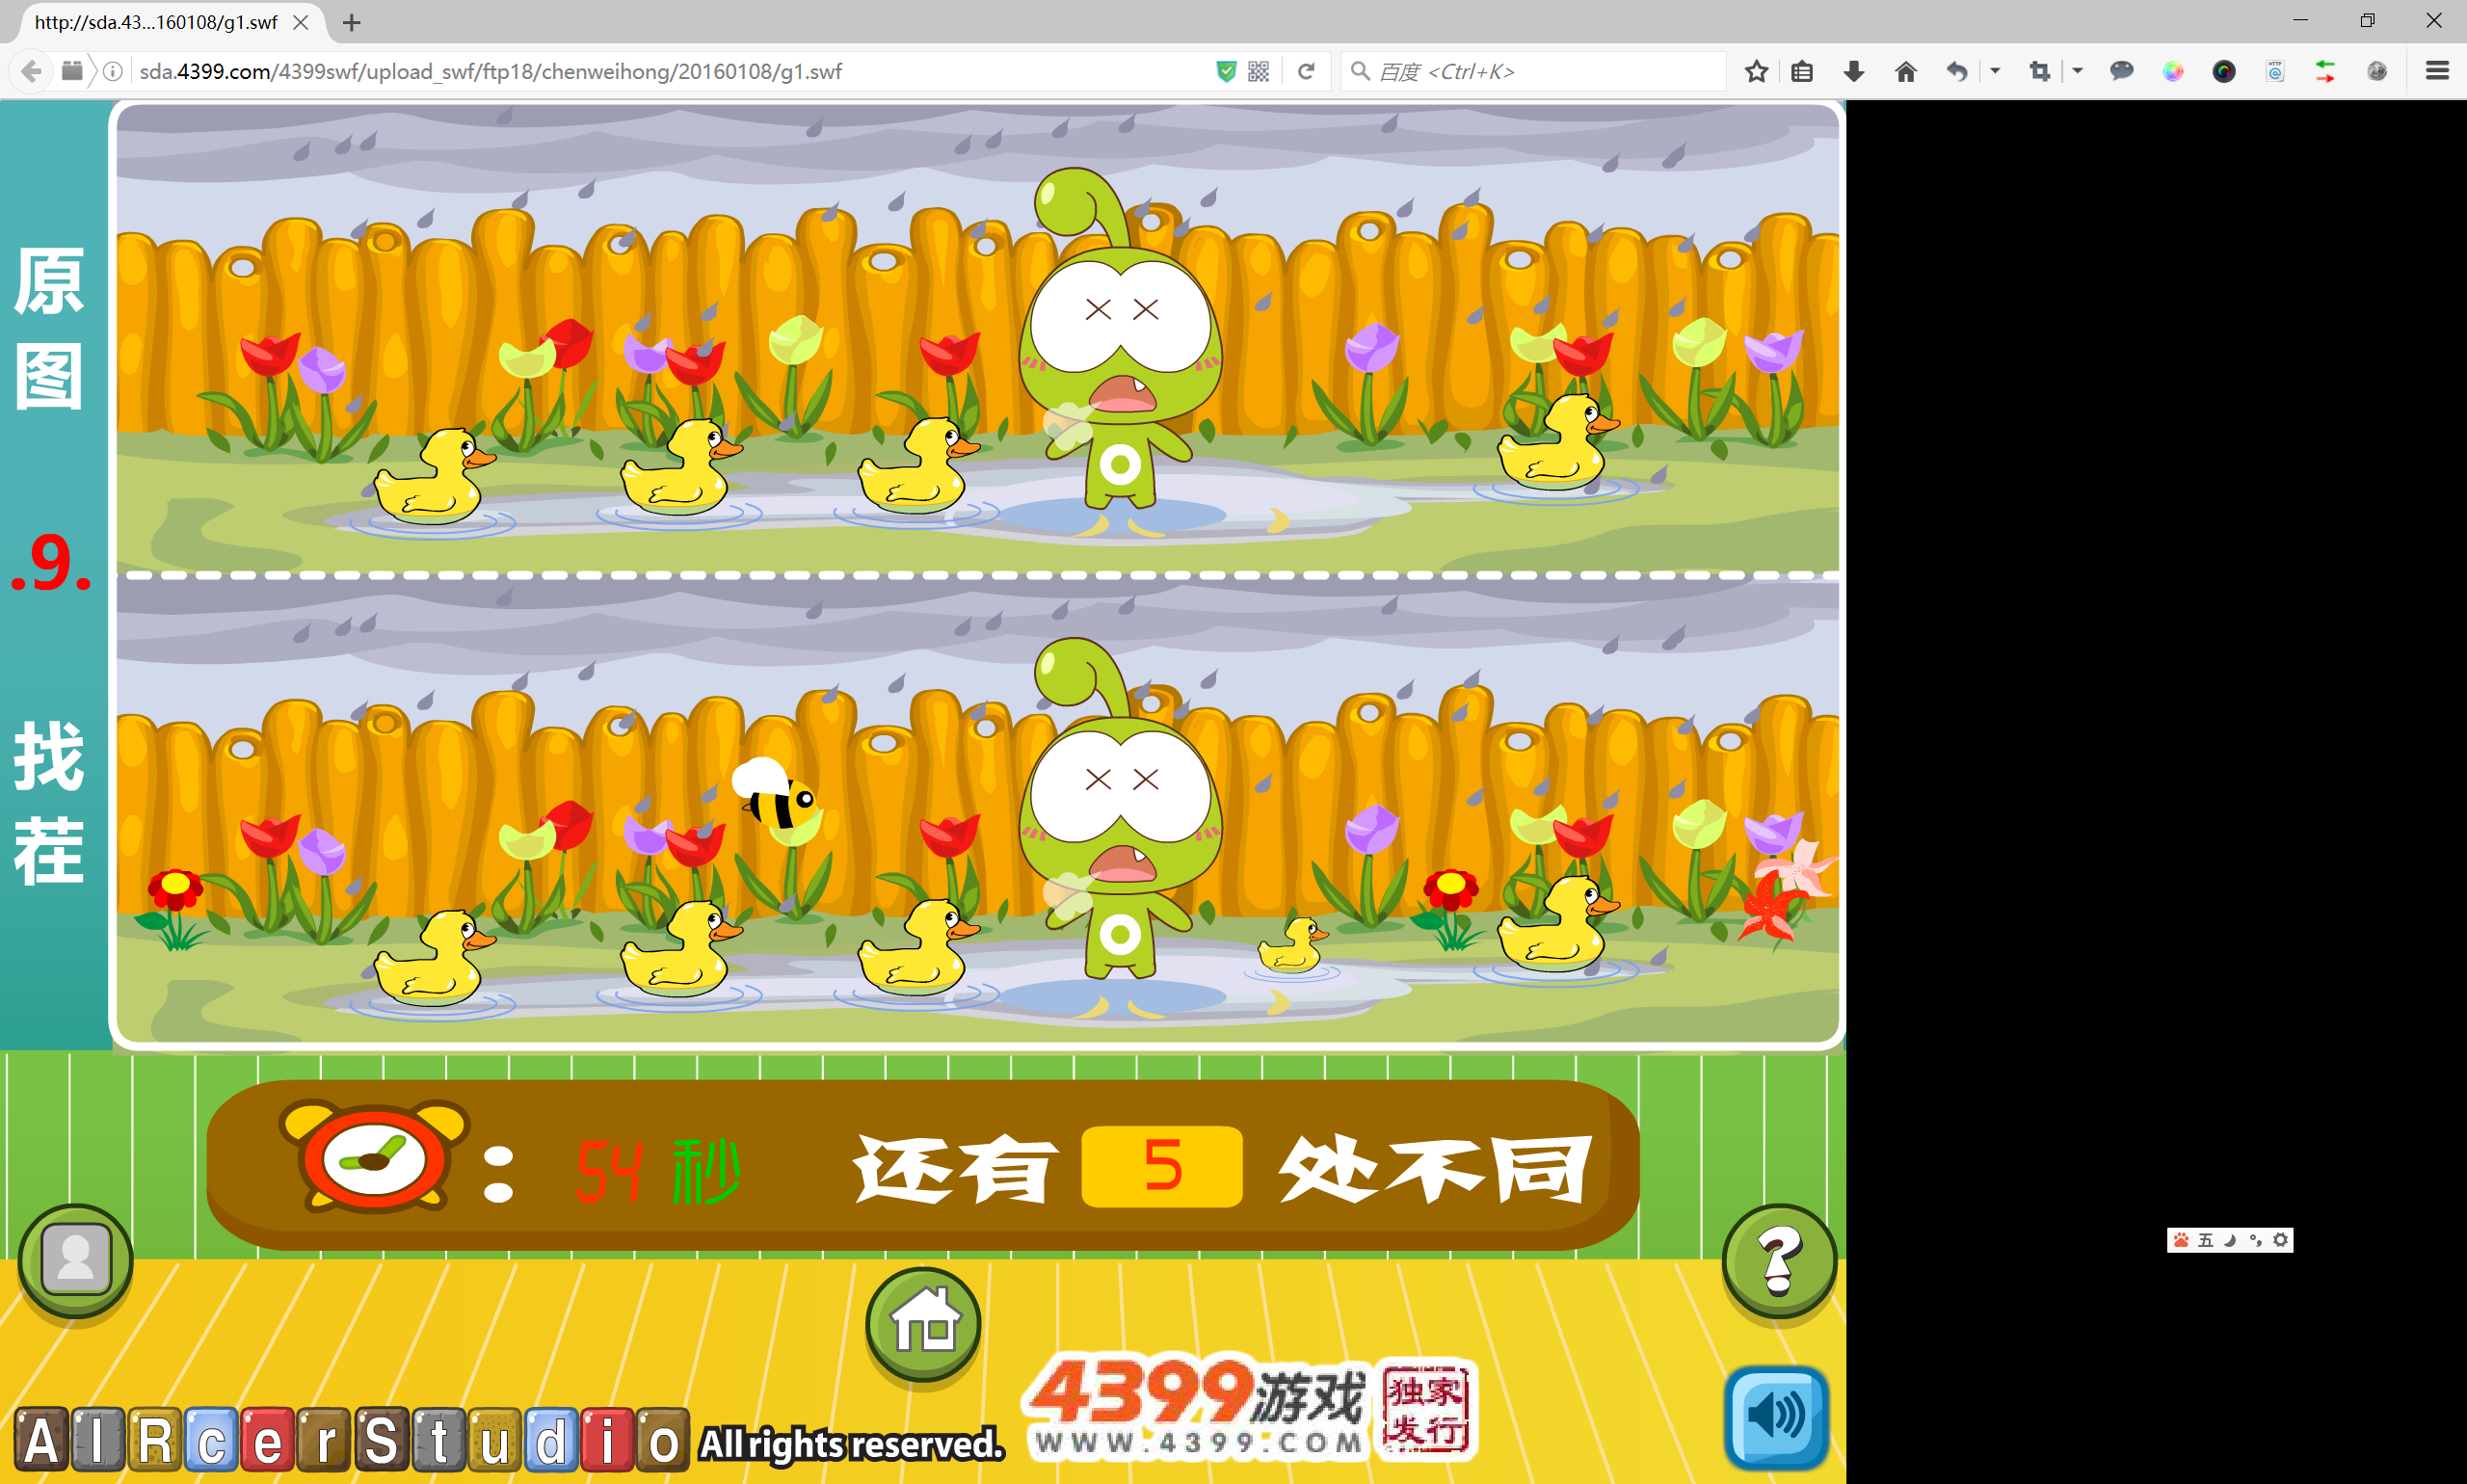 http://sda.43...160108/g1.swf
sda.4399.com/4399swf/upload_swf/ftp18/chenweihong/20160108/g1.swf
百度 <Ctrl+K>
原图
.9.
找茬
: 54 秒 还有 5 处不同
?
AIRcerStudio All rights reserved.
4399游戏
WWW.4399.COM
独家发行
五